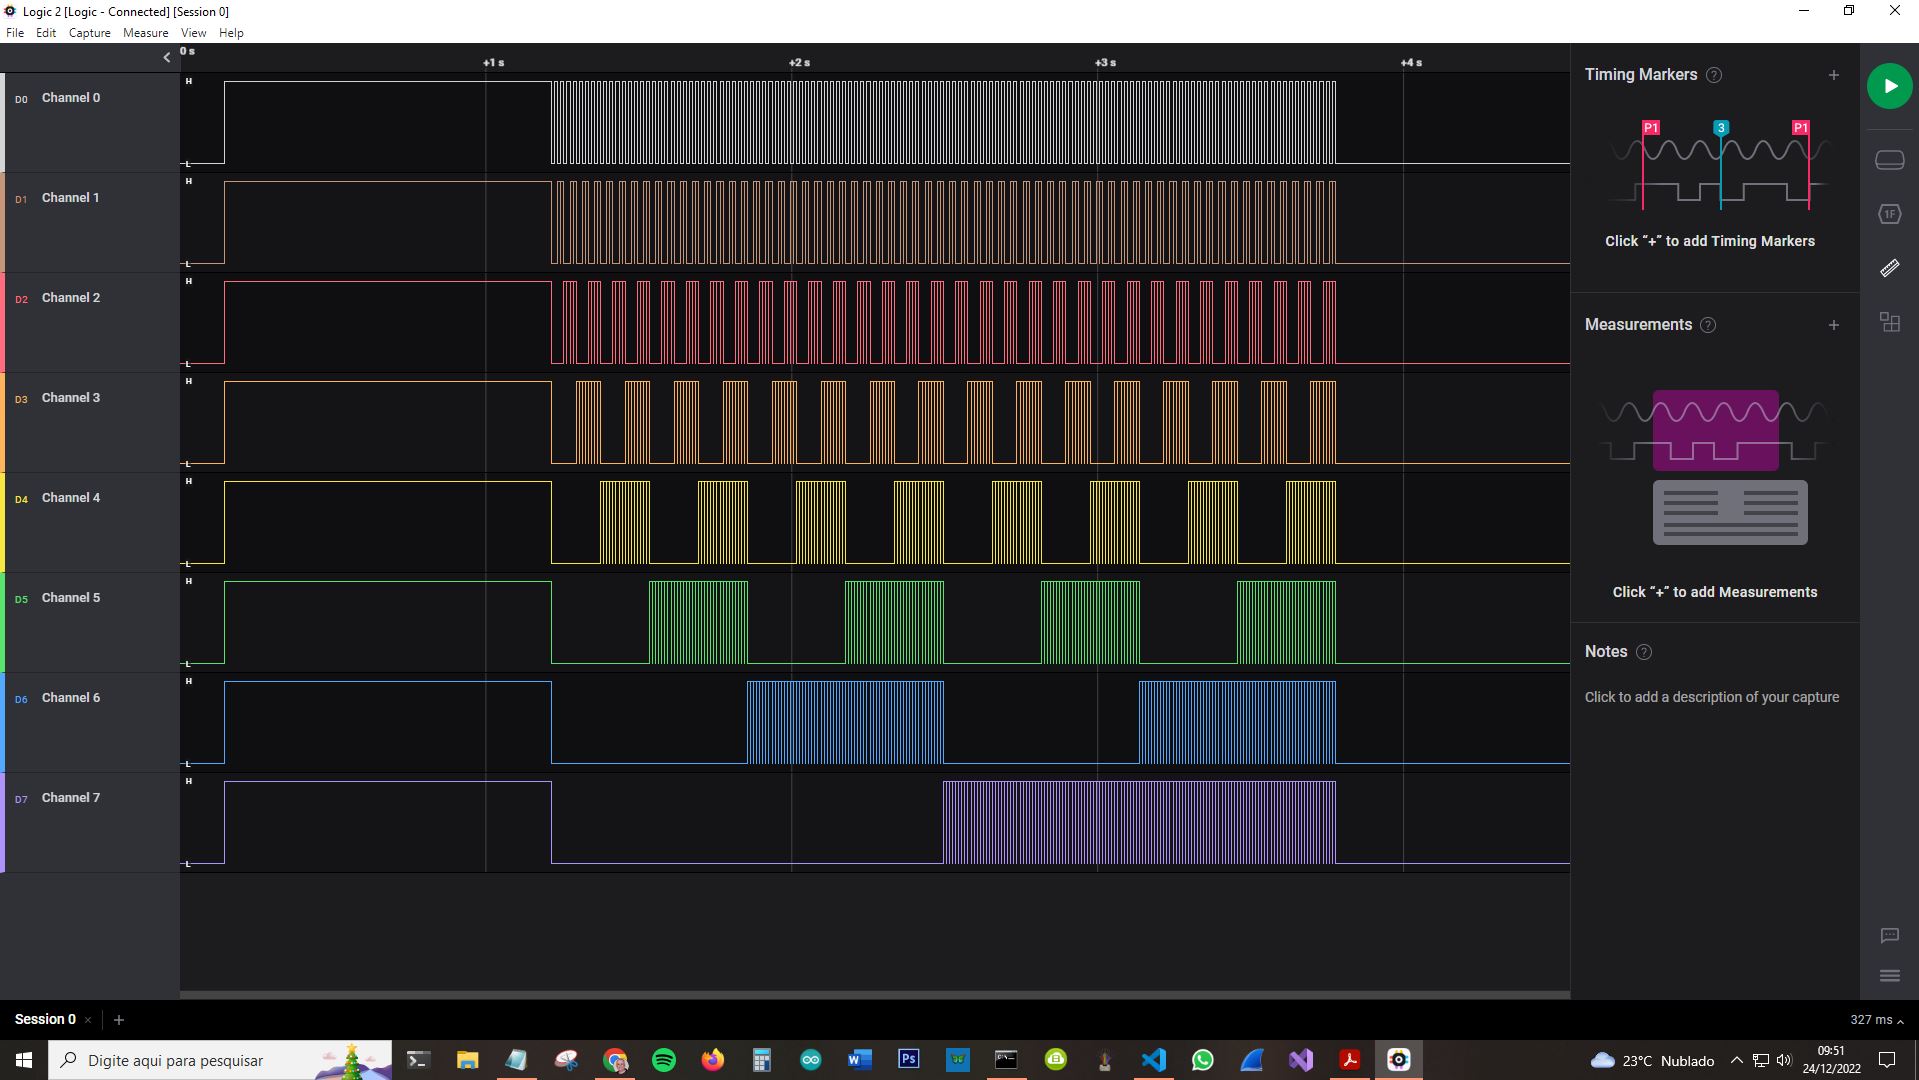 Logic 2 [Logic - Connected] [Session 0]
File Edit Capture Measure View Help
0 s
+1 s +2 s +3 s +4 s
D0 Channel 0
H
L
D1 Channel 1
H
L
D2 Channel 2
H
L
D3 Channel 3
H
L
D4 Channel 4
H
L
D5 Channel 5
H
L
D6 Channel 6
H
L
D7 Channel 7
H
L
Timing Markers ? +
P1 3 P1
Click “+” to add Timing Markers
Measurements ? +
Click “+” to add Measurements
Notes ?
Click to add a description of your capture
1F
Session 0 × +
327 ms
Digite aqui para pesquisar
W
Ps
23°C Nublado
09:51
24/12/2022